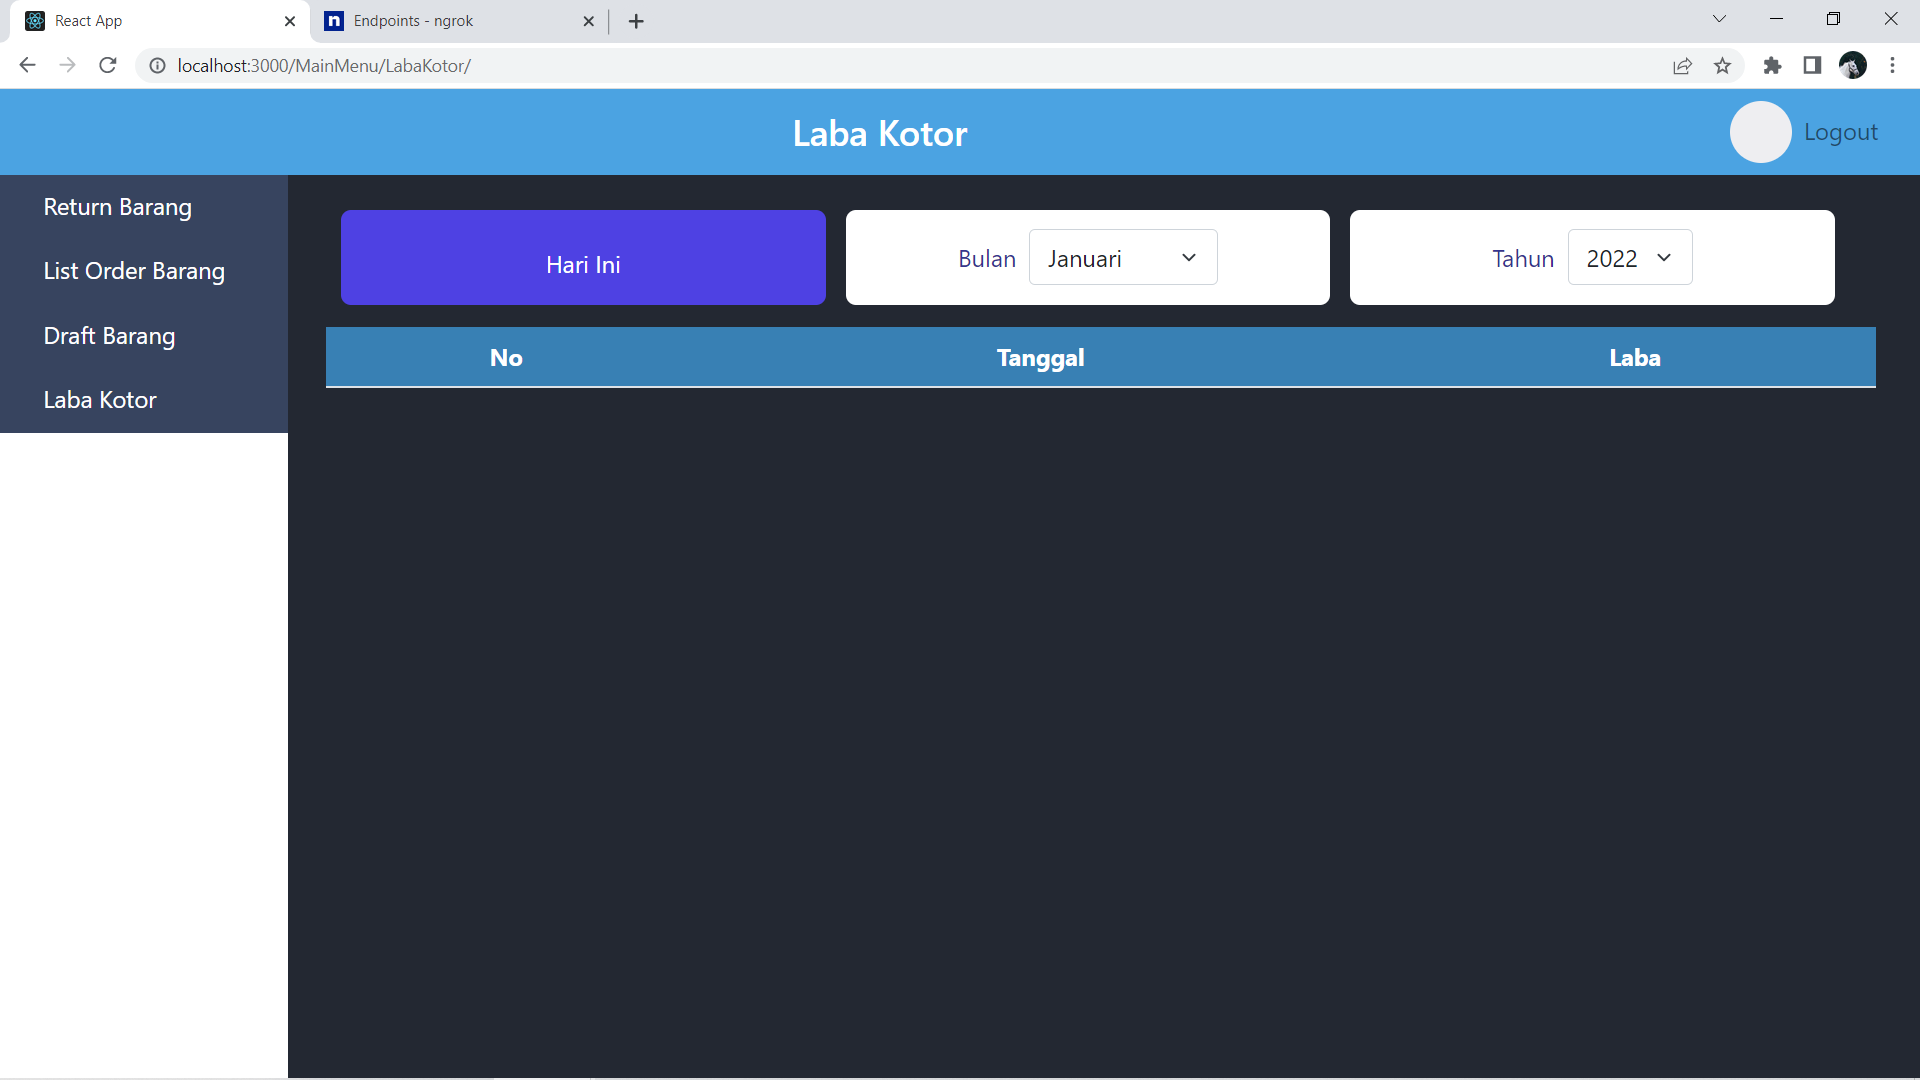 React App
n Endpoints - ngrok
localhost:3000/MainMenu/LabaKotor/
Laba Kotor
Logout
Return Barang
List Order Barang
Draft Barang
Laba Kotor
Hari Ini
Bulan Januari
Tahun 2022
No Tanggal Laba